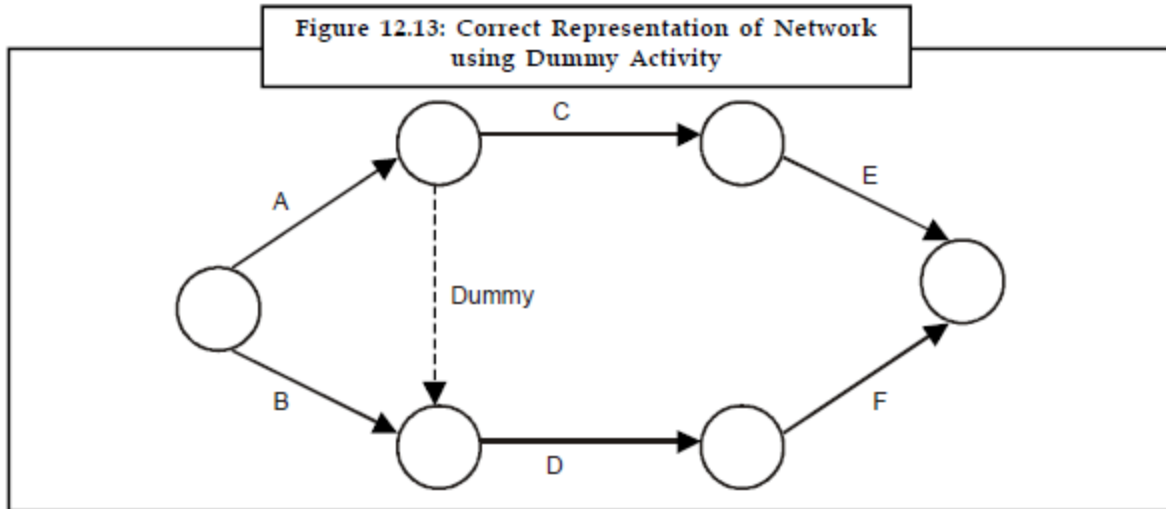 Figure 12.13: Correct Representation of Network
using Dummy Activity
C
A
E
Dummy
B
F
D